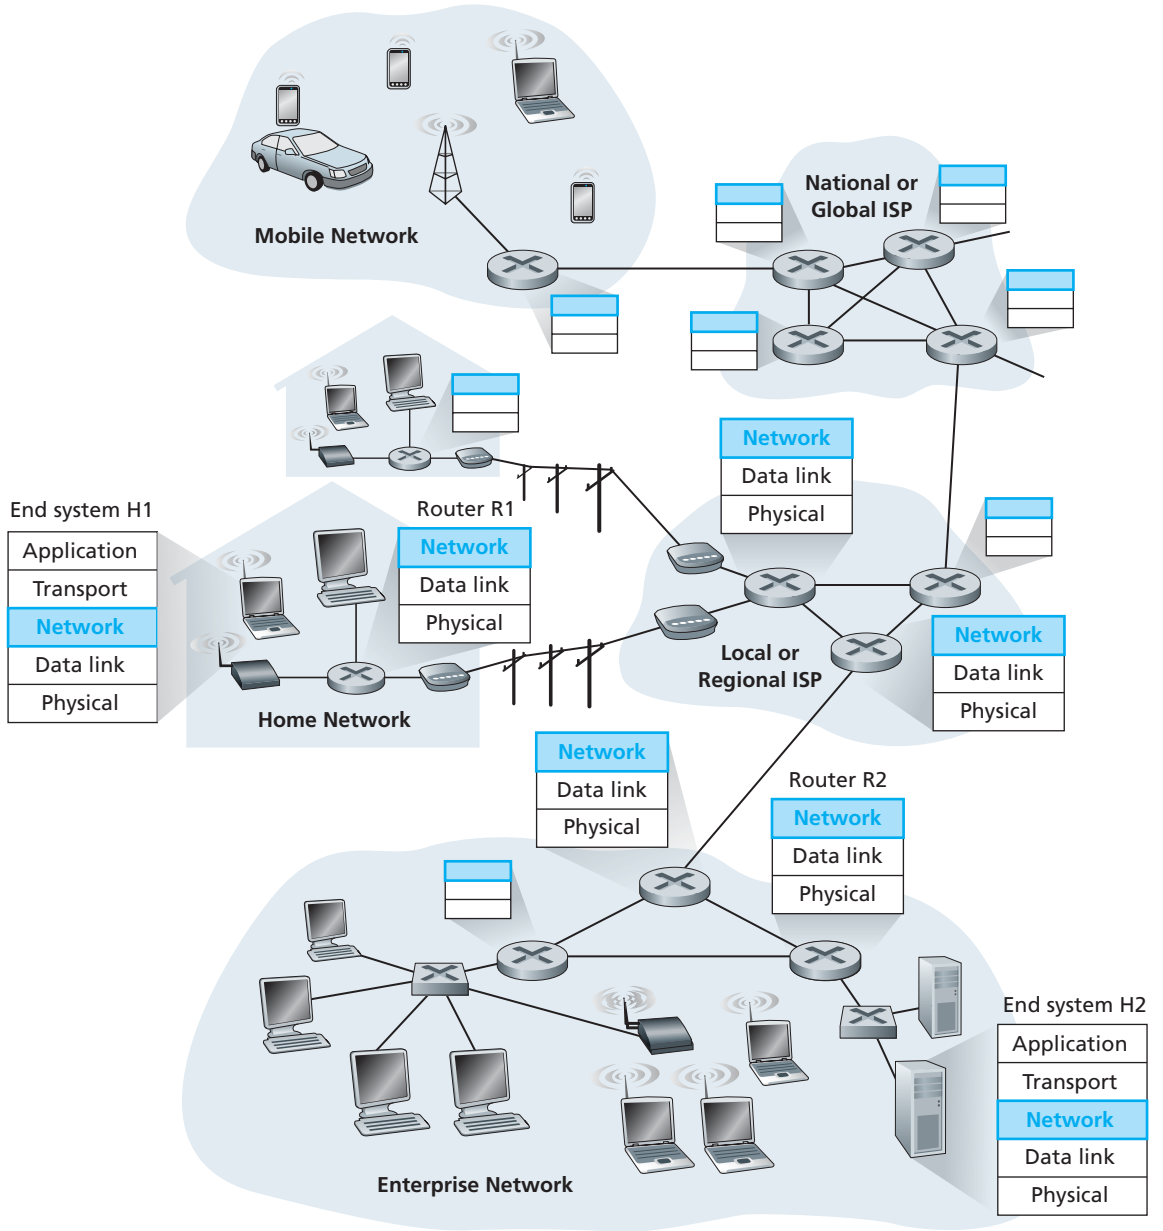 National or
Global ISP
Mobile Network
Network
Data link
Physical
End system H1
Application
Transport
Network
Data link
Physical
Router R1
Network
Data link
Physical
Home Network
Local or
Regional ISP
Network
Data link
Physical
Network
Data link
Physical
Router R2
Network
Data link
Physical
End system H2
Application
Transport
Network
Data link
Physical
Enterprise Network